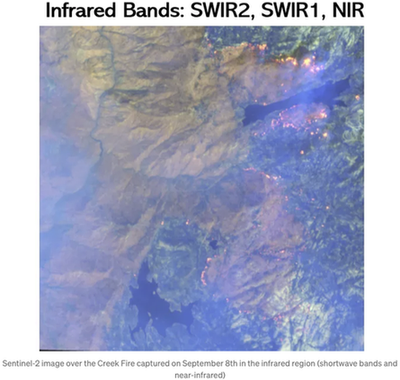 Infrared Bands: SWIR2, SWIR1, NIR
Sentinel-2 image over the Creek Fire captured on September 8th in the infrared region (shortwave bands and
near-infrared)